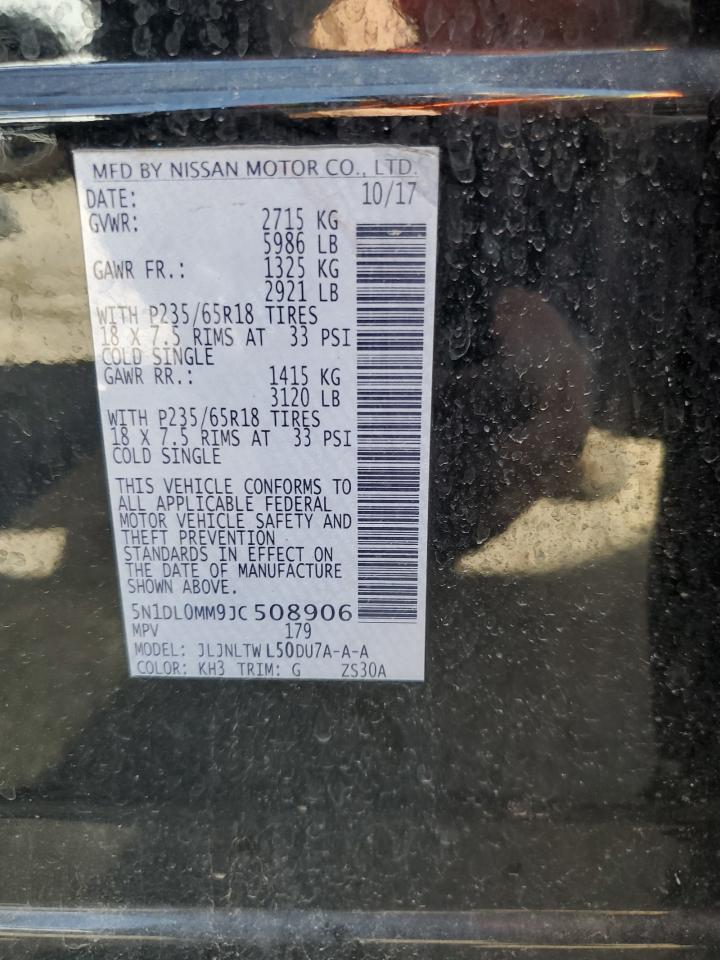 MFD BY NISSAN MOTOR CO., LTD.
DATE: 10/17
GVWR: 2715 KG
5986 LB
GAWR FR.: 1325 KG
2921 LB
WITH P235/65R18 TIRES
18 X 7.5 RIMS AT 33 PSI
COLD SINGLE
GAWR RR.: 1415 KG
3120 LB
WITH P235/65R18 TIRES
18 X 7.5 RIMS AT 33 PSI
COLD SINGLE
THIS VEHICLE CONFORMS TO
ALL APPLICABLE FEDERAL
MOTOR VEHICLE SAFETY AND
THEFT PREVENTION
STANDARDS IN EFFECT ON
THE DATE OF MANUFACTURE
SHOWN ABOVE.
5N1DL0MM9JC508906
MPV 179
MODEL: JLJNLTWL50DU7A-A-A
COLOR: KH3 TRIM: G ZS30A